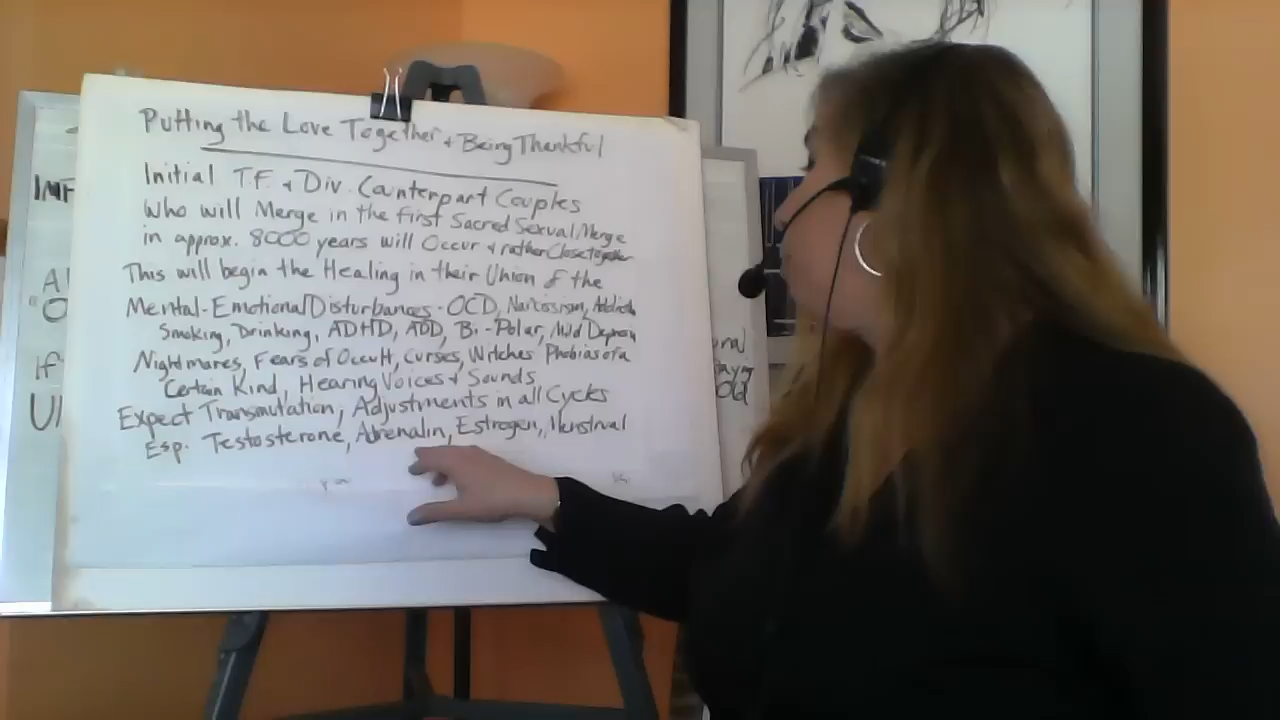 Putting the Love Together + Being Thankful
Initial T.F. + Div. Counterpart Couples
Who will Merge in the first Sacred Sexual Merge
in approx. 8000 years will Occur + rather Close together
This will begin the Healing in their Union of the
Mental-Emotional Disturbances - OCD, Narcissism,
Smoking, Drinking, ADHD, ADD, Bi-Polar, Mild
Nightmares, Fears of Occult, Curses, Witches Phobias of a
Certain Kind, Hearing Voices + Sounds
Expect Transmutation, Adjustments in all Cycles
Esp. Testosterone, Adrenalin, Estrogen, Menstrual
If